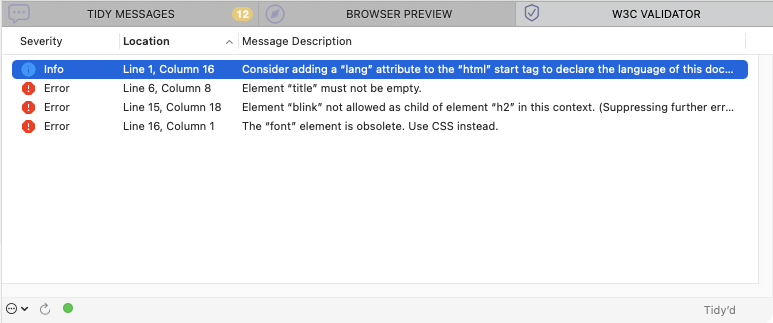 TIDY MESSAGES 12 BROWSER PREVIEW W3C VALIDATOR
Severity Location Message Description
Info Line 1, Column 16 Consider adding a “lang” attribute to the “html” start tag to declare the language of this doc...
Error Line 6, Column 8 Element “title” must not be empty.
Error Line 15, Column 18 Element “blink” not allowed as child of element “h2” in this context. (Suppressing further err...
Error Line 16, Column 1 The “font” element is obsolete. Use CSS instead.
Tidy’d